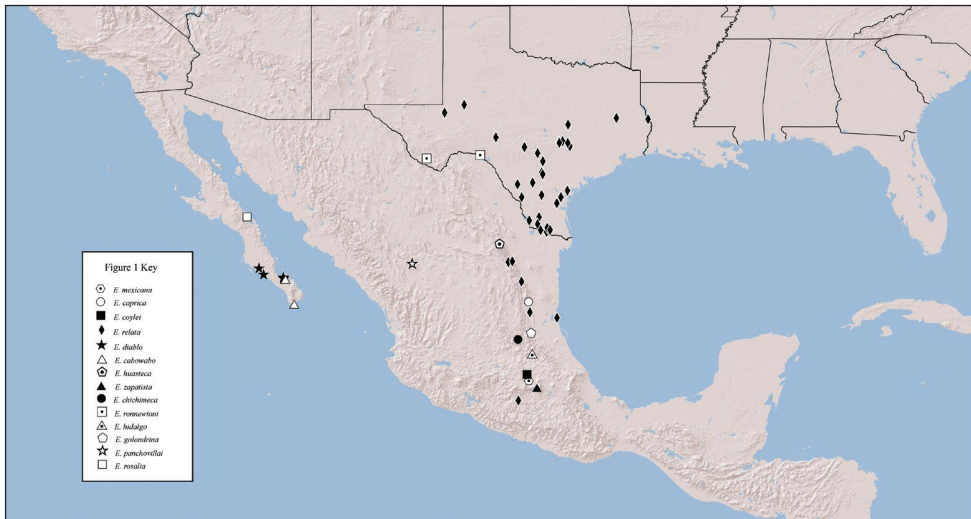 Figure 1 Key
E. mexicana
E. caprica
E. coylei
E. relata
E. diablo
E. cabowabo
E. huasteca
E. zapatista
E. chichimeca
E. ronnewtoni
E. hidalgo
E. golondrina
E. panchovillai
E. rosalia